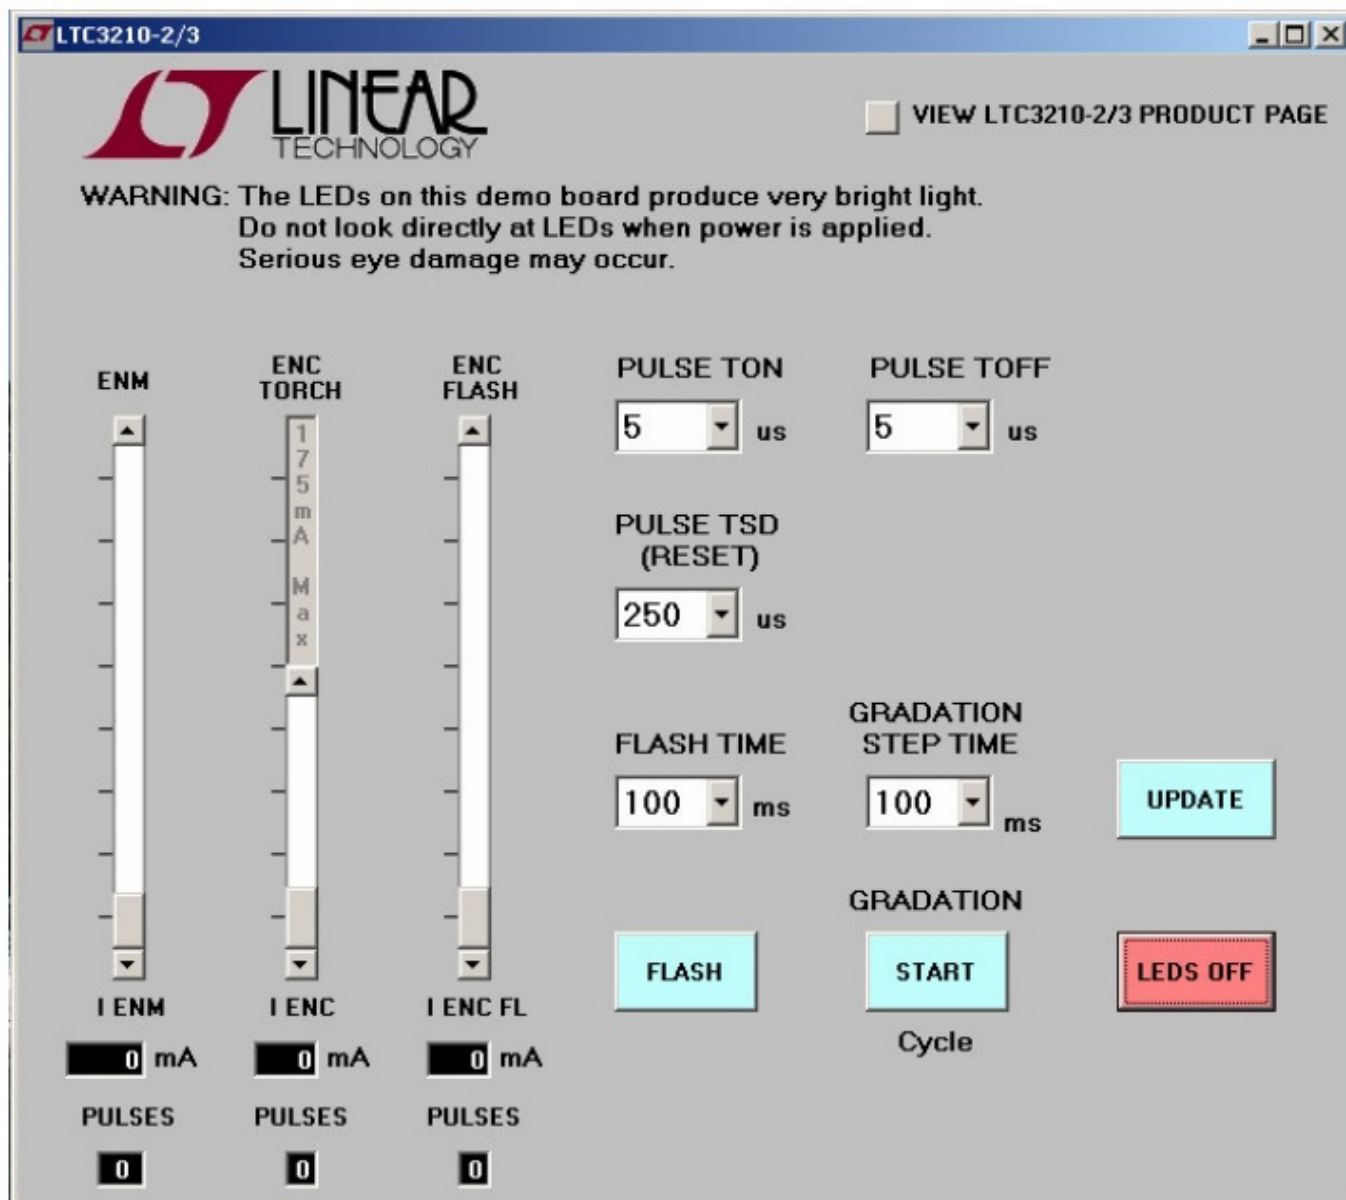 LTC3210-2/3
LINEAR
TECHNOLOGY
VIEW LTC3210-2/3 PRODUCT PAGE
WARNING: The LEDs on this demo board produce very bright light.
Do not look directly at LEDs when power is applied.
Serious eye damage may occur.
ENM
ENC
TORCH
ENC
FLASH
1
7
5
m
A
M
a
x
PULSE TON
5 us
PULSE TOFF
5 us
PULSE TSD
(RESET)
250 us
FLASH TIME
100 ms
GRADATION
STEP TIME
100 ms
UPDATE
FLASH
GRADATION
START
Cycle
LEDS OFF
I ENM
0 mA
PULSES
0
I ENC
0 mA
PULSES
0
I ENC FL
0 mA
PULSES
0